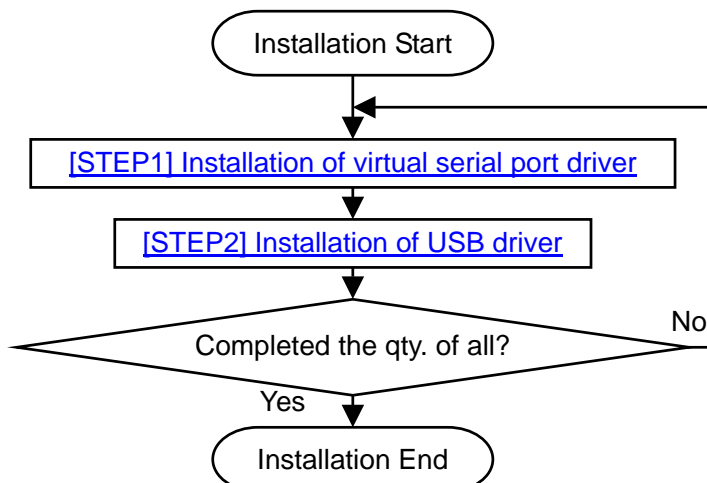 Installation Start
[STEP1] Installation of virtual serial port driver
[STEP2] Installation of USB driver
Completed the qty. of all?
No
Yes
Installation End